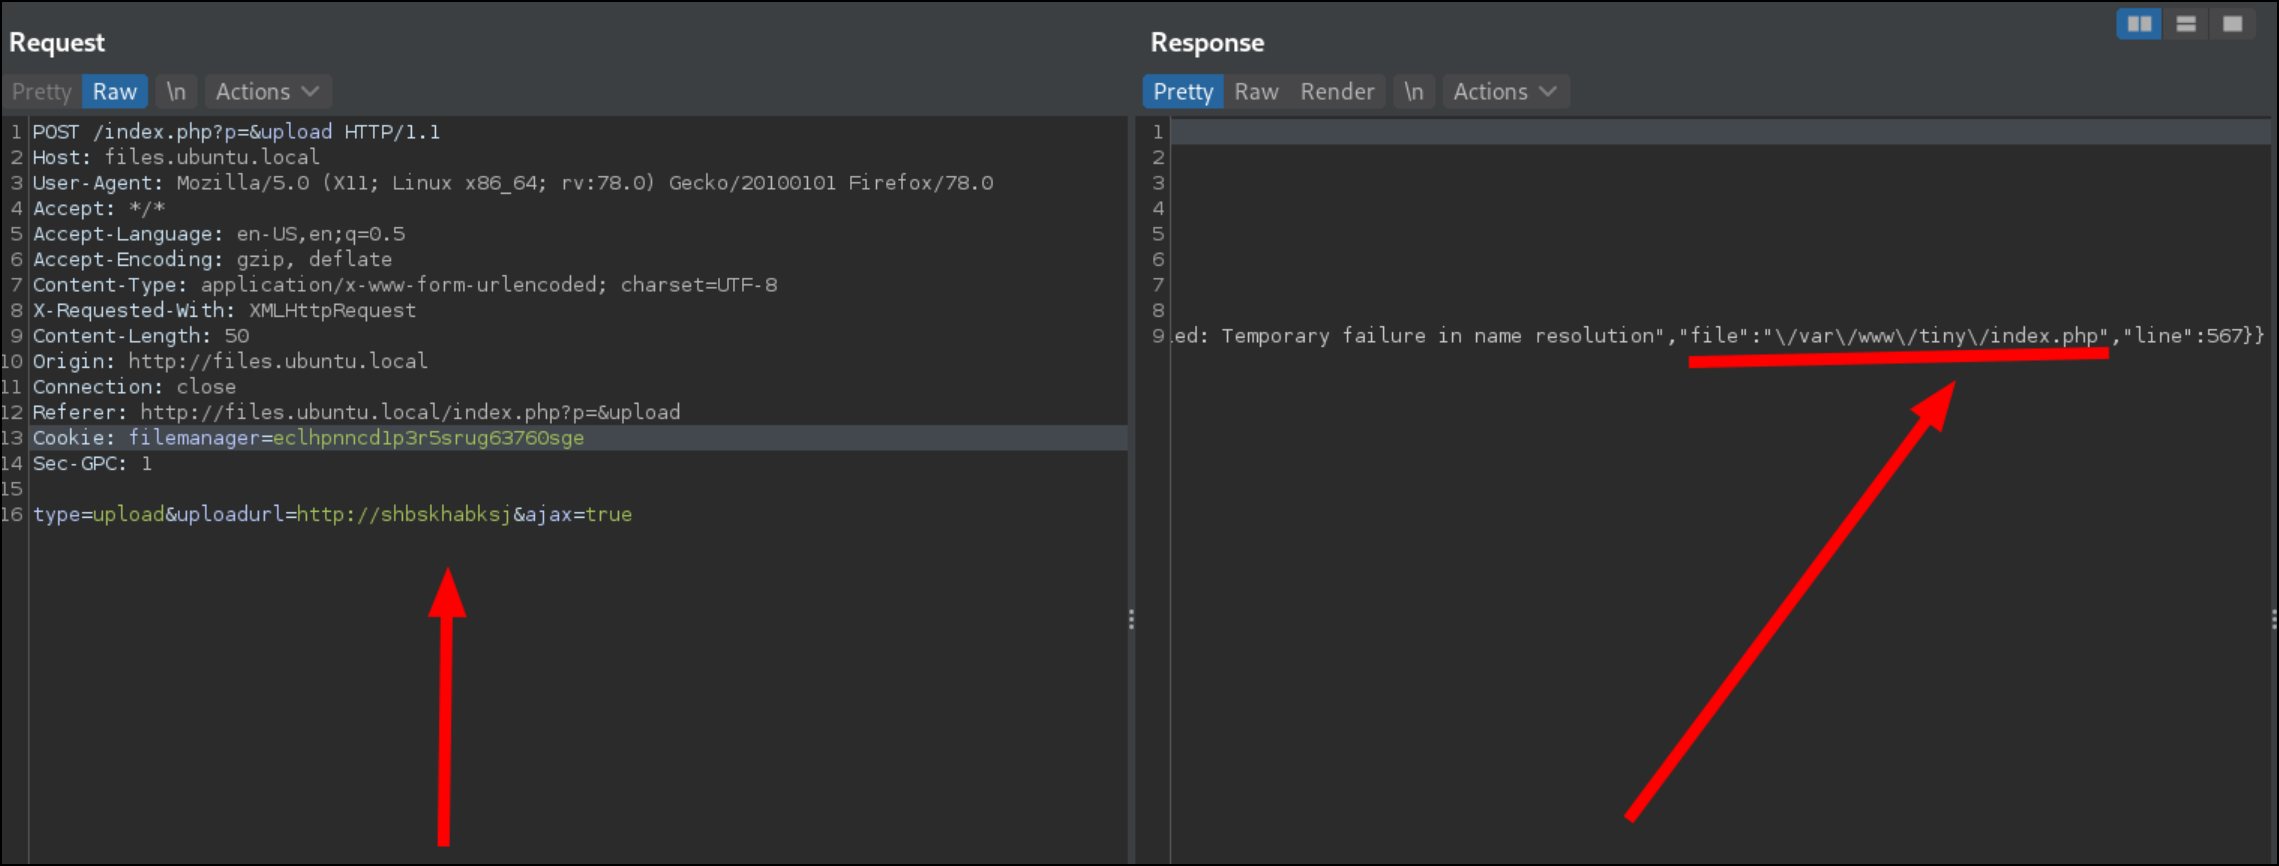 Request
Pretty Raw \n Actions
1 POST /index.php?p=&upload HTTP/1.1
2 Host: files.ubuntu.local
3 User-Agent: Mozilla/5.0 (X11; Linux x86_64; rv:78.0) Gecko/20100101 Firefox/78.0
4 Accept: */*
5 Accept-Language: en-US,en;q=0.5
6 Accept-Encoding: gzip, deflate
7 Content-Type: application/x-www-form-urlencoded; charset=UTF-8
8 X-Requested-With: XMLHttpRequest
9 Content-Length: 50
10 Origin: http://files.ubuntu.local
11 Connection: close
12 Referer: http://files.ubuntu.local/index.php?p=&upload
13 Cookie: filemanager=eclhpnncd1p3r5srug63760sge
14 Sec-GPC: 1
15
16 type=upload&uploadurl=http://shbskhabksj&ajax=true
Response
Pretty Raw Render \n Actions
1
2
3
4
5
6
7
8
9 led: Temporary failure in name resolution","file":"\/var\/www\/tiny\/index.php","line":567}}